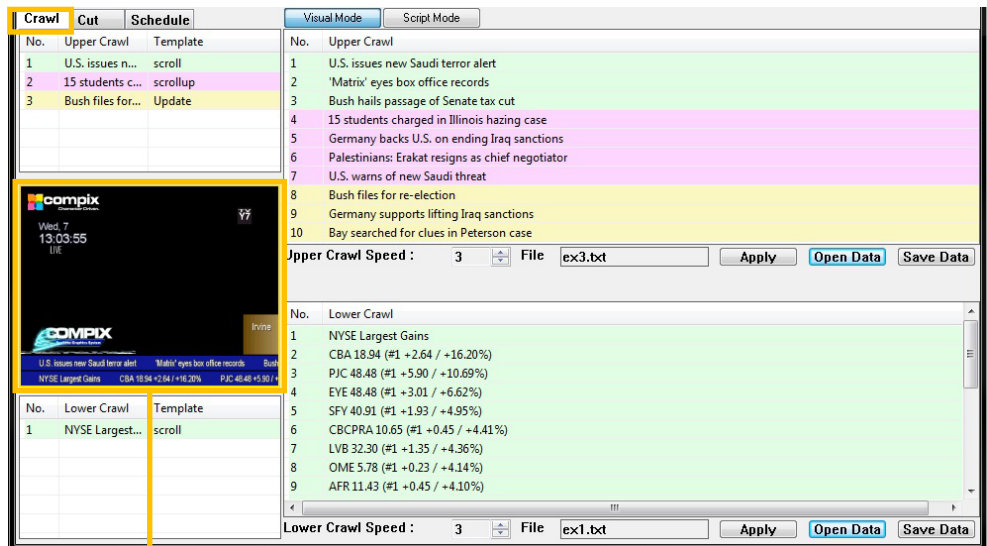 Crawl Cut Schedule
No. Upper Crawl Template
1 U.S. issues n... scroll
2 15 students c... scrollup
3 Bush files for... Update
compix
Character Driven.
Wed, 7
13:03:55
LIVE
77
COMPIX
Irvine
U.S. issues new Saudi terror alert 'Matrix' eyes box office records Bush
NYSE Largest Gains CBA 18.94 +2.64 / +16.20% PJC 48.48 +5.90 / +
No. Lower Crawl Template
1 NYSE Largest... scroll
Visual Mode Script Mode
No. Upper Crawl
1 U.S. issues new Saudi terror alert
2 'Matrix' eyes box office records
3 Bush hails passage of Senate tax cut
4 15 students charged in Illinois hazing case
5 Germany backs U.S. on ending Iraq sanctions
6 Palestinians: Erakat resigns as chief negotiator
7 U.S. warns of new Saudi threat
8 Bush files for re-election
9 Germany supports lifting Iraq sanctions
10 Bay searched for clues in Peterson case
Upper Crawl Speed : 3 File ex3.txt Apply Open Data Save Data
No. Lower Crawl
1 NYSE Largest Gains
2 CBA 18.94 (#1 +2.64 / +16.20%)
3 PJC 48.48 (#1 +5.90 / +10.69%)
4 EYE 48.48 (#1 +3.01 / +6.62%)
5 SFY 40.91 (#1 +1.93 / +4.95%)
6 CBCPRA 10.65 (#1 +0.45 / +4.41%)
7 LVB 32.30 (#1 +1.35 / +4.36%)
8 OME 5.78 (#1 +0.23 / +4.14%)
9 AFR 11.43 (#1 +0.45 / +4.10%)
Lower Crawl Speed : 3 File ex1.txt Apply Open Data Save Data